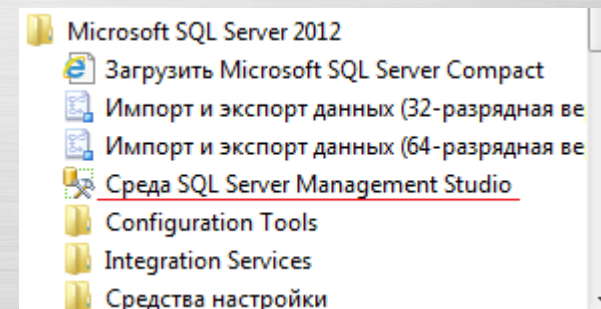 Microsoft SQL Server 2012
Загрузить Microsoft SQL Server Compact
Импорт и экспорт данных (32-разрядная ве
Импорт и экспорт данных (64-разрядная ве
Среда SQL Server Management Studio
Configuration Tools
Integration Services
Средства настройки